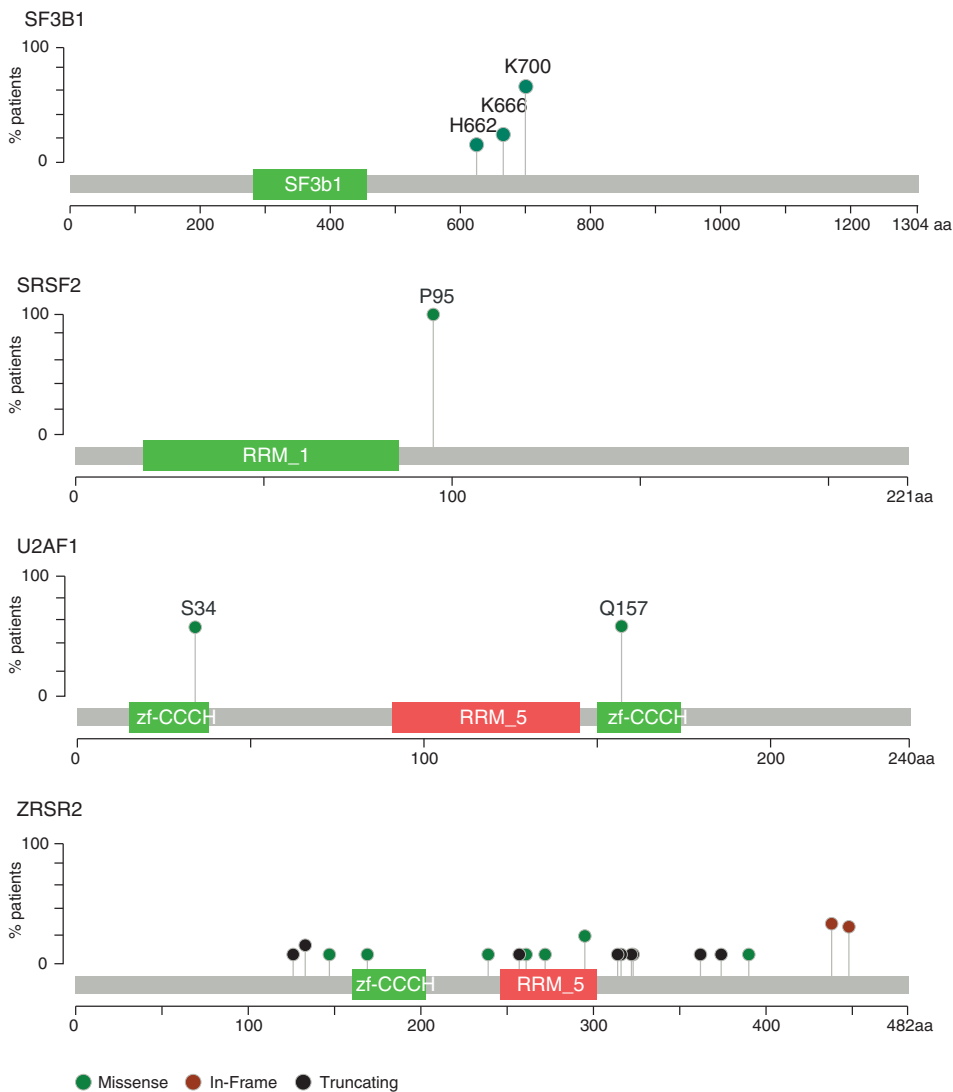 SF3B1
100
K700
K666
H662
% patients
0
SF3b1
0 200 400 600 800 1000 1200 1304 aa
SRSF2
P95
100
% patients
0
RRM_1
0 100 221aa
U2AF1
100
S34 Q157
% patients
0
zf-CCCH RRM_5 zf-CCCH
0 100 200 240aa
ZRSR2
100
% patients
0
zf-CCCH RRM_5
0 100 200 300 400 482aa
Missense In-Frame Truncating